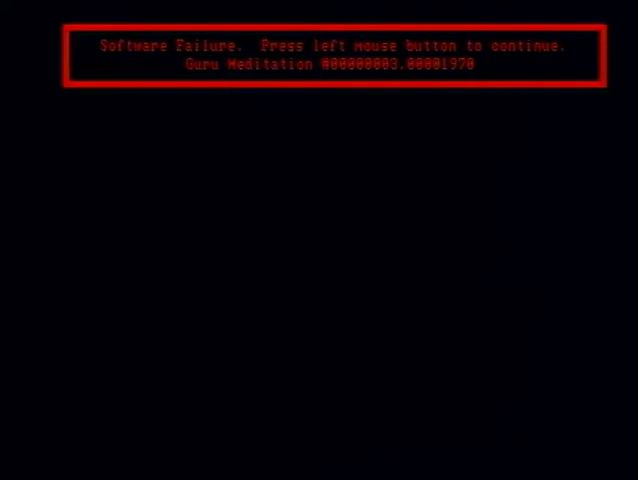 Software Failure.  Press left mouse button to continue.
Guru Meditation #00000003.00001970